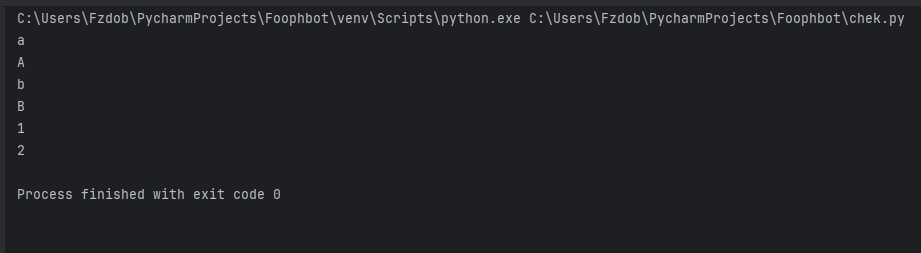 C:\Users\Fzdob\PycharmProjects\Foophbot\venv\Scripts\python.exe C:\Users\Fzdob\PycharmProjects\Foophbot\chek.py
a
A
b
B
1
2
Process finished with exit code 0